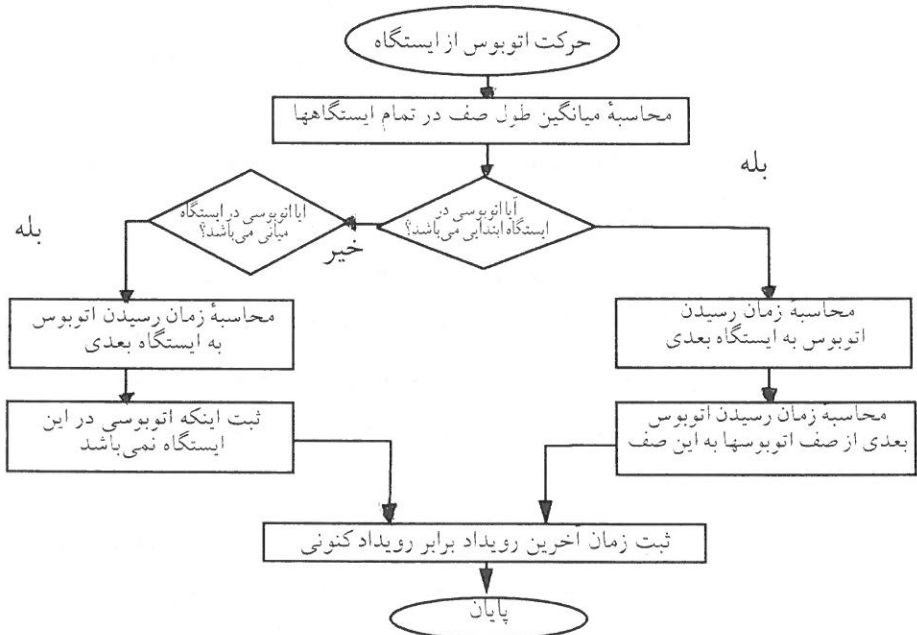 حرکت اتوبوس از ایستگاه
محاسبهٔ میانگین طول صف در تمام ایستگاهها
بله
آیا اتوبوسی در
ایستگاه ابتدایی می‌باشد؟
خیر
ایا اتوبوسی در ایستگاه
میانی می‌باشد؟
بله
محاسبهٔ زمان رسیدن
اتوبوس به ایستگاه بعدی
محاسبهٔ زمان رسیدن اتوبوس
به ایستگاه بعدی
محاسبهٔ زمان رسیدن اتوبوس
بعدی از صف اتوبوسها به این صف
ثبت اینکه اتوبوسی در این
ایستگاه نمی‌باشد
ثبت زمان آخرین رویداد برابر رویداد کنونی
پایان